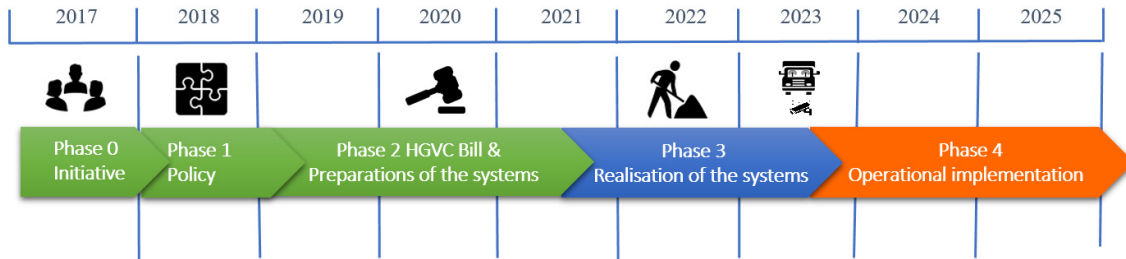 2017 2018 2019 2020 2021 2022 2023 2024 2025
Phase 0
Initiative
Phase 1
Policy
Phase 2 HGVC Bill &
Preparations of the systems
Phase 3
Realisation of the systems
Phase 4
Operational implementation